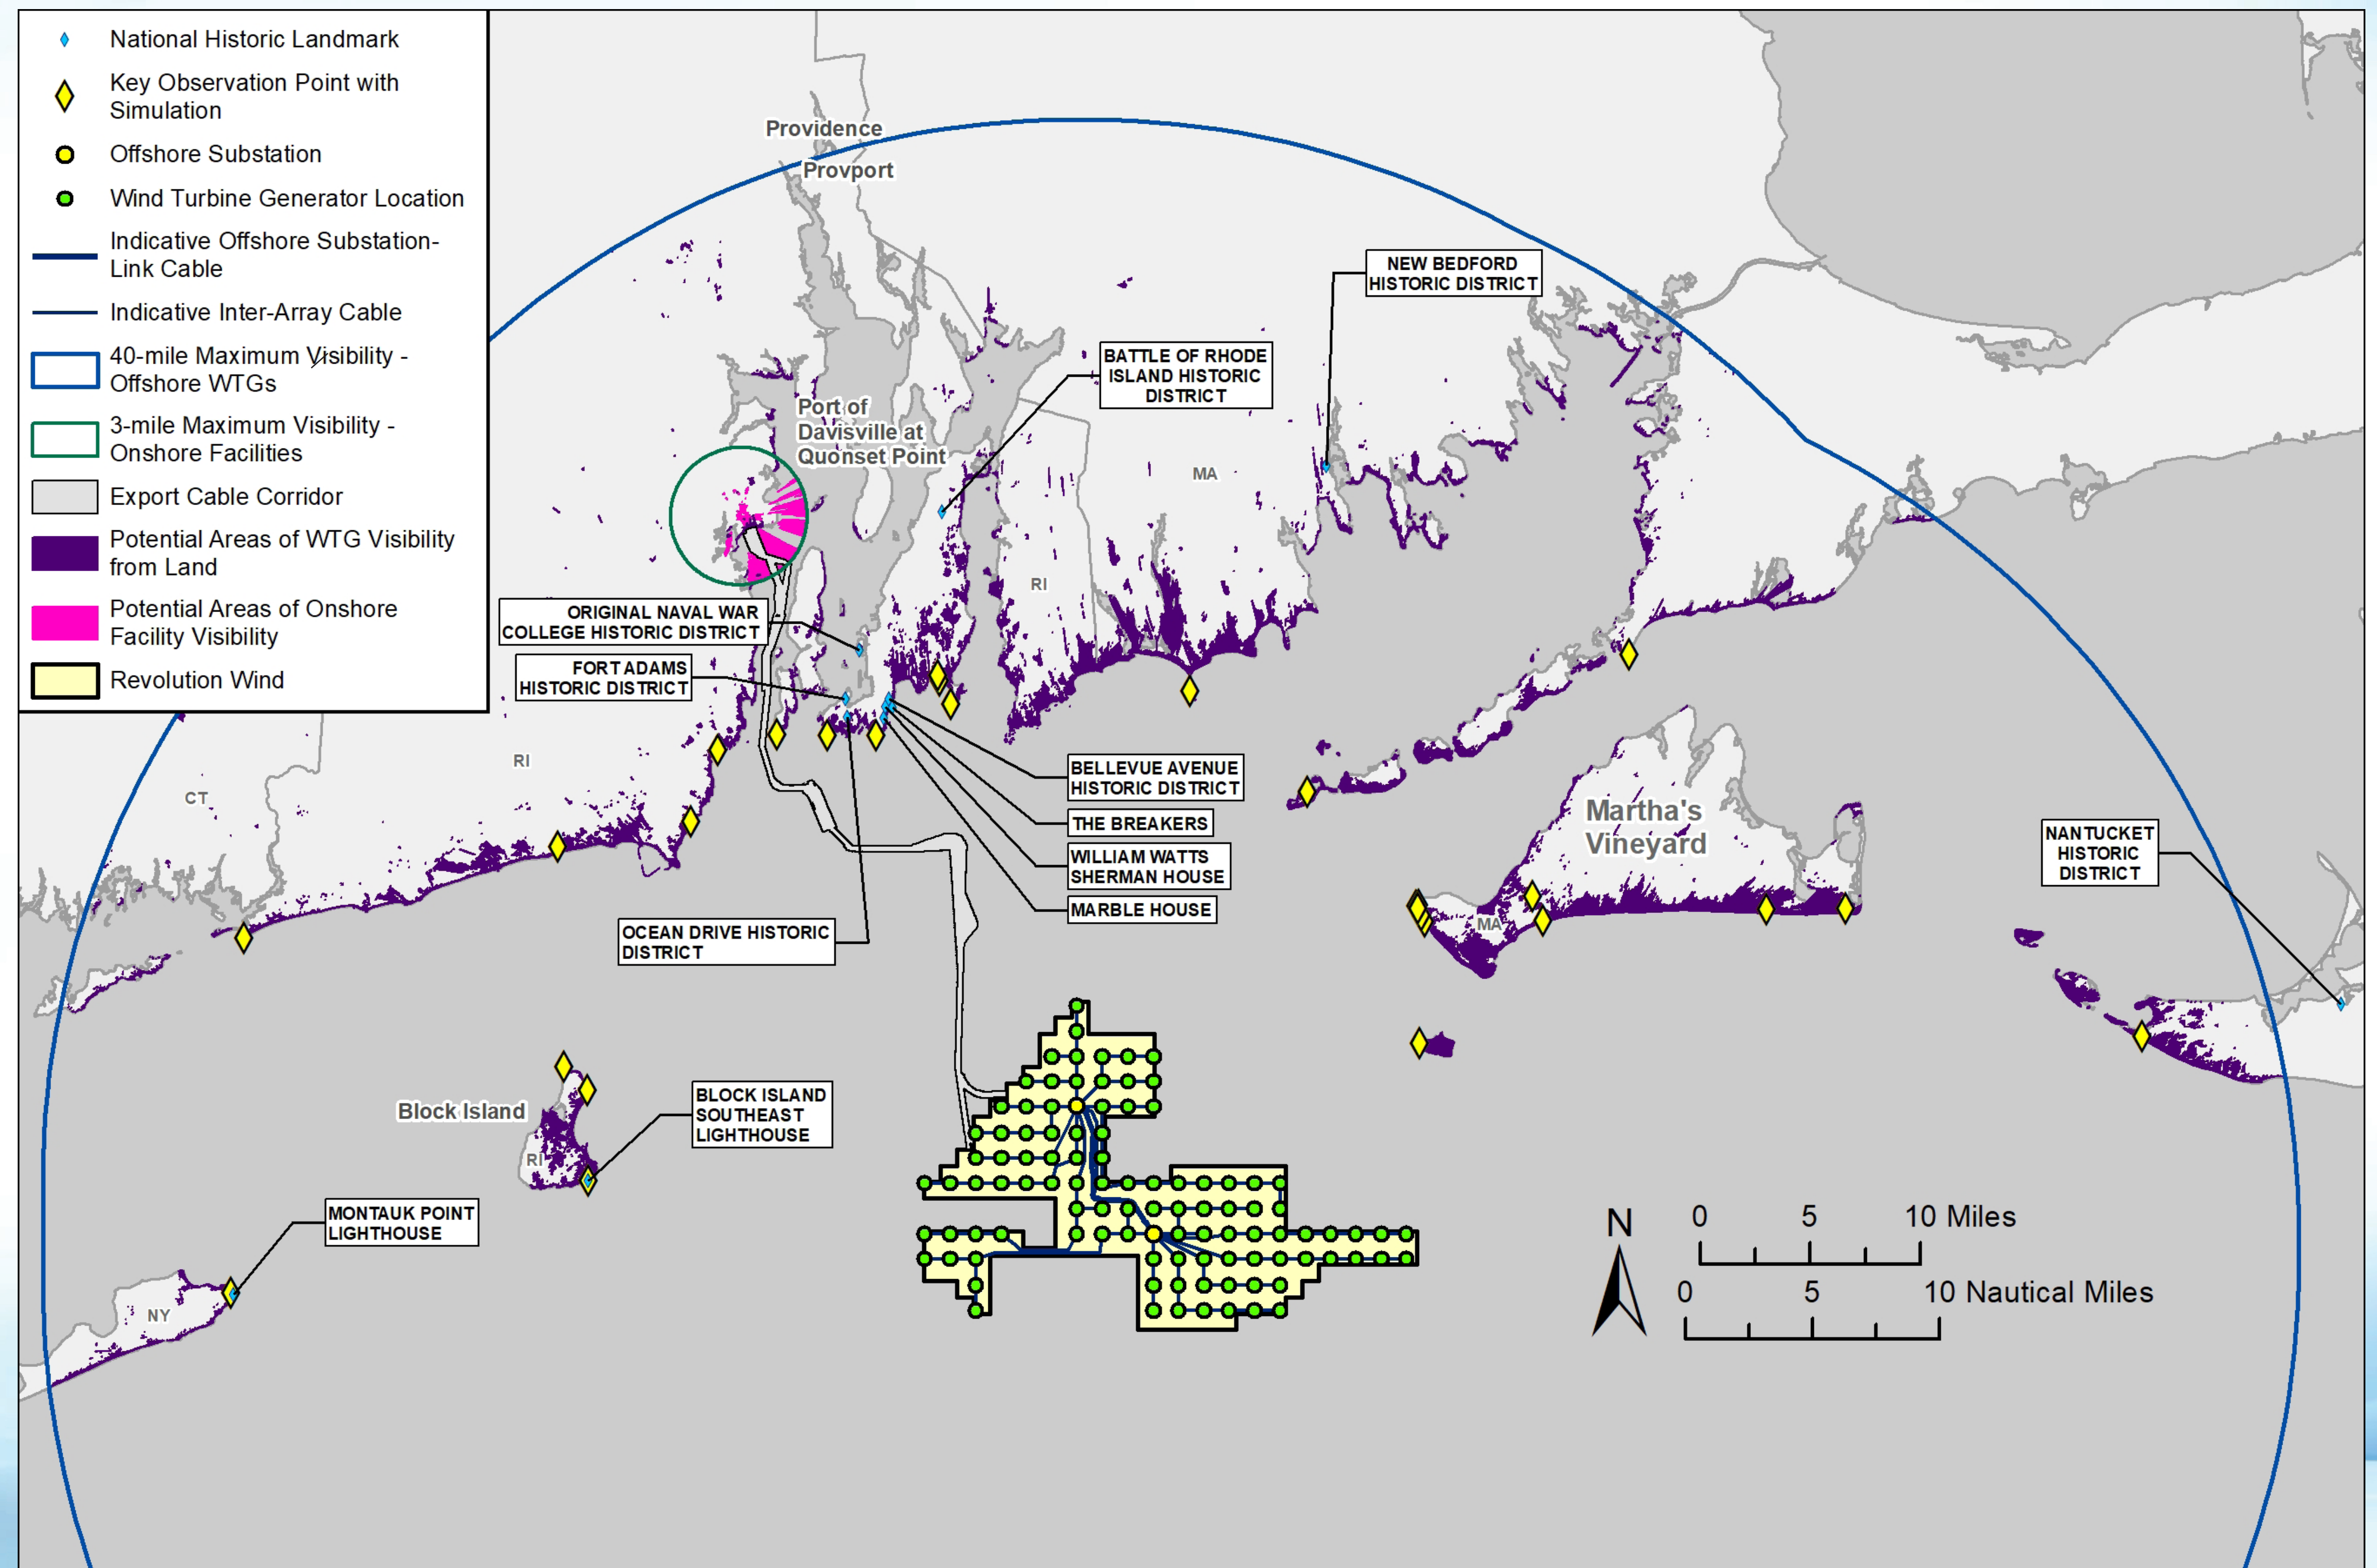 National Historic Landmark
Key Observation Point with
Simulation
Offshore Substation
Wind Turbine Generator Location
Indicative Offshore Substation-
Link Cable
Indicative Inter-Array Cable
40-mile Maximum Visibility -
Offshore WTGs
3-mile Maximum Visibility -
Onshore Facilities
Export Cable Corridor
Potential Areas of WTG Visibility
from Land
Potential Areas of Onshore
Facility Visibility
Revolution Wind
Providence
Provport
NEW BEDFORD
HISTORIC DISTRICT
BATTLE OF RHODE
ISLAND HISTORIC
DISTRICT
Port of
Davisville at
Quonset Point
MA
RI
ORIGINAL NAVAL WAR
COLLEGE HISTORIC DISTRICT
FORT ADAMS
HISTORIC DISTRICT
RI
CT
BELLEVUE AVENUE
HISTORIC DISTRICT
THE BREAKERS
WILLIAM WATTS
SHERMAN HOUSE
MARBLE HOUSE
OCEAN DRIVE HISTORIC
DISTRICT
Martha's
Vineyard
MA
NANTUCKET
HISTORIC
DISTRICT
Block Island
RI
BLOCK ISLAND
SOUTHEAST
LIGHTHOUSE
MONTAUK POINT
LIGHTHOUSE
NY
N
0 5 10 Miles
0 5 10 Nautical Miles